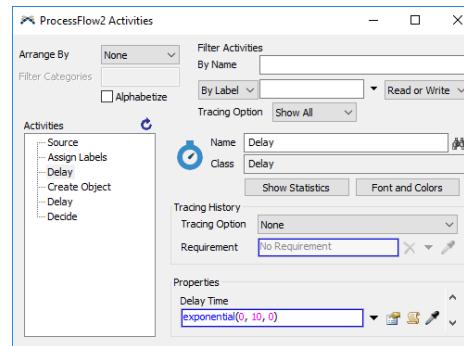 ProcessFlow2 Activities
Arrange By None
Filter Categories
Alphabetize
Filter Activities
By Name
By Label Read or Write
Tracing Option Show All
Activities
Source
Assign Labels
Delay
Create Object
Delay
Decide
Name Delay
Class Delay
Show Statistics Font and Colors
Tracing History
Tracing Option None
Requirement No Requirement
Properties
Delay Time
exponential(0, 10, 0)